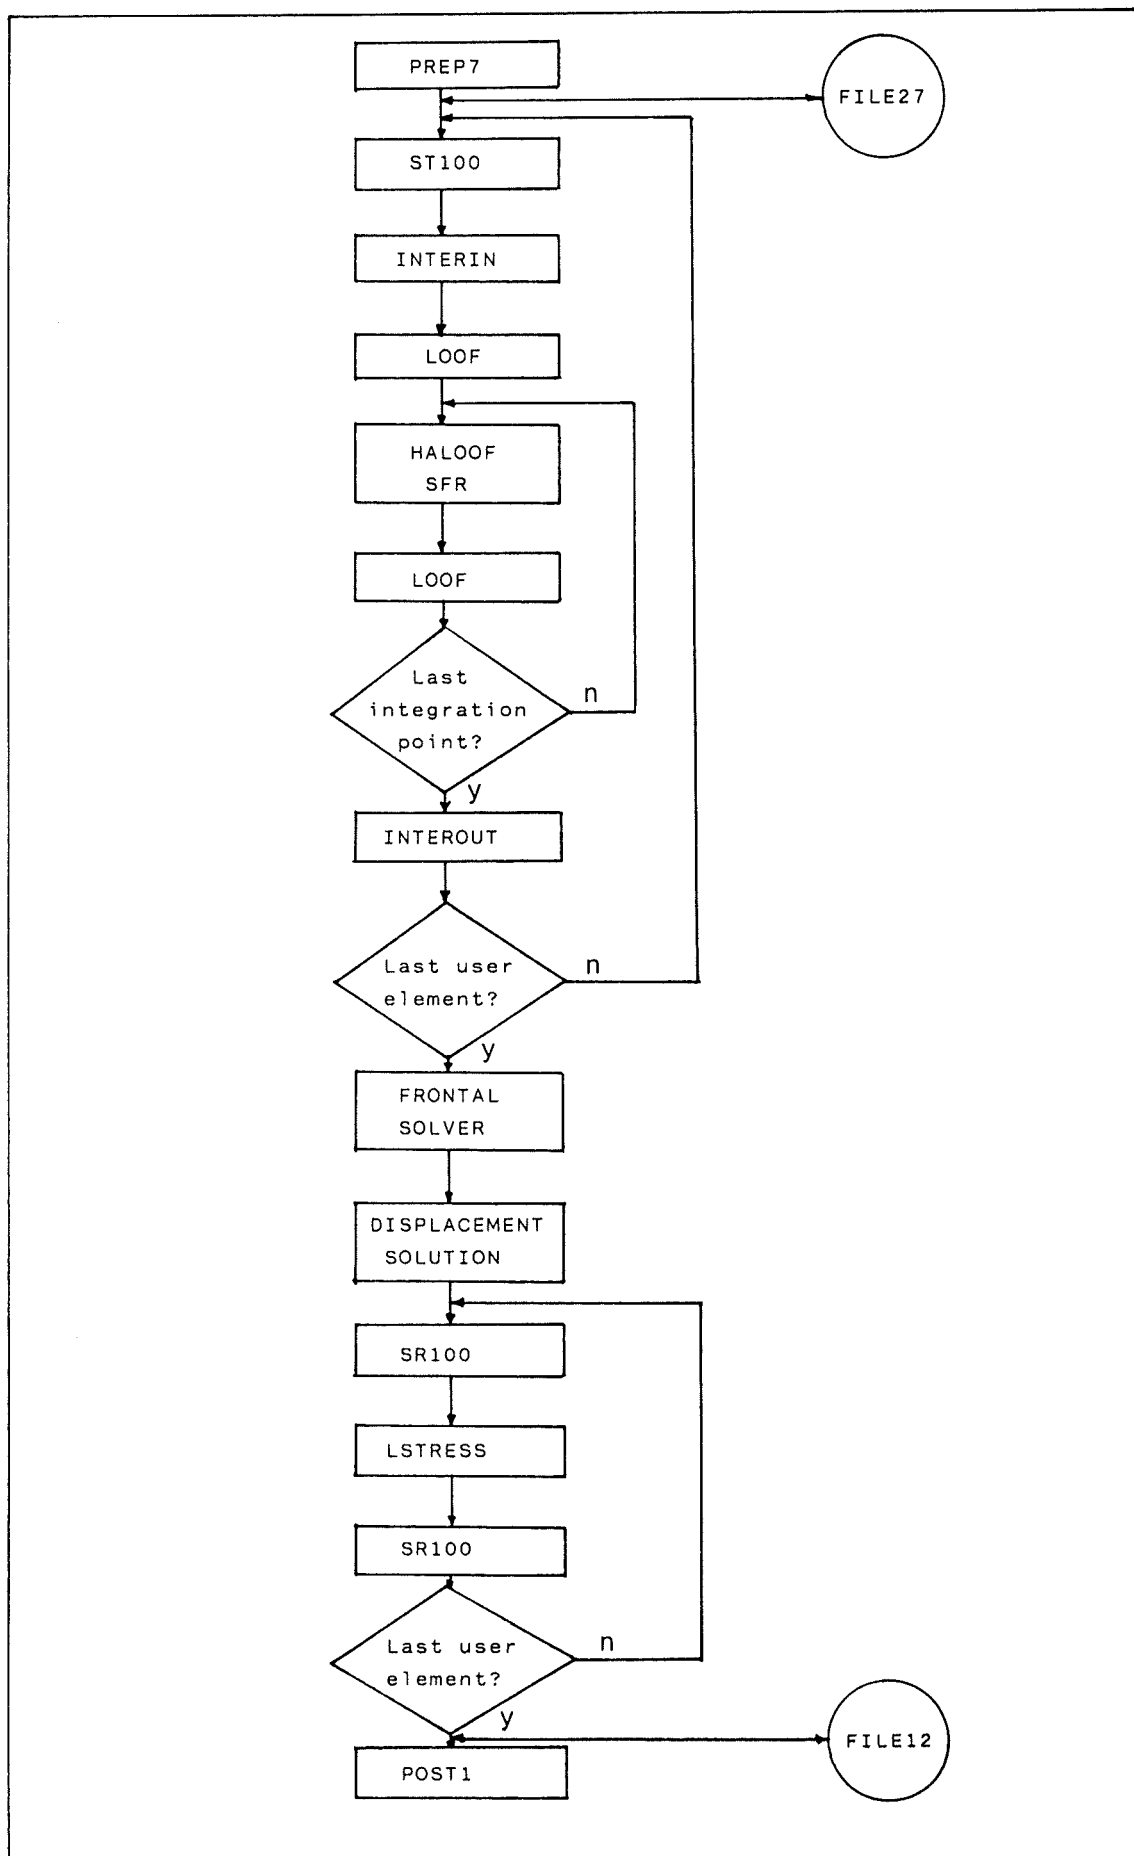 PREP7
FILE27
ST100
INTERIN
LOOF
HALOOF
SFR
LOOF
Last
integration
point?
n
y
INTEROUT
Last user
element?
n
y
FRONTAL
SOLVER
DISPLACEMENT
SOLUTION
SR100
LSTRESS
SR100
Last user
element?
n
y
FILE12
POST1